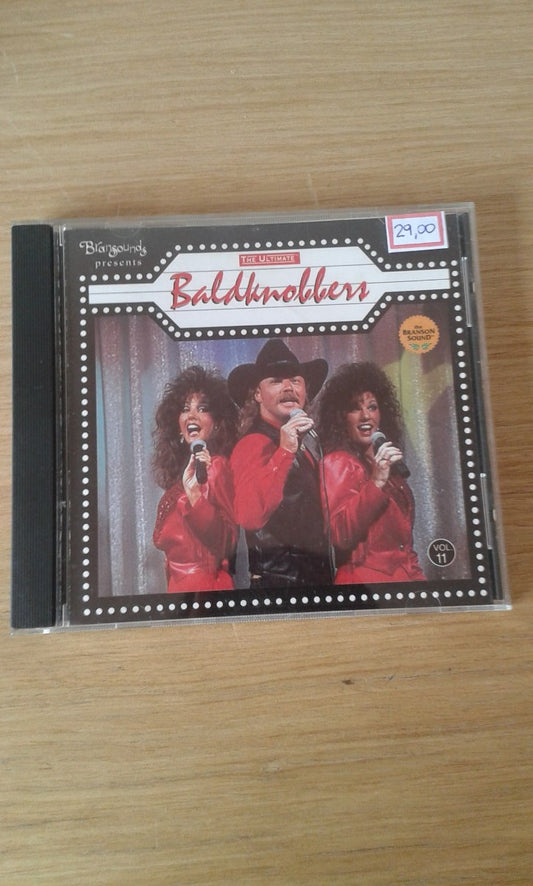 Bransounds
presents
29,00
THE ULTIMATE
Baldknobbers
the
BRANSON
SOUND
VOL.
11